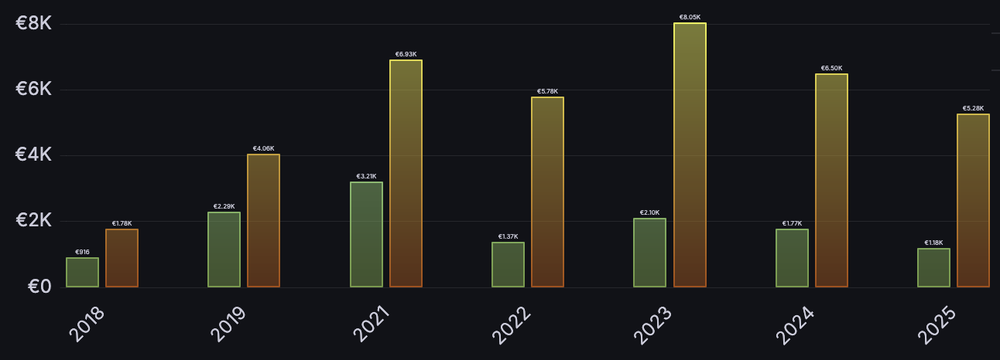 €8K
€6K
€4K
€2K
€0
€916
€1.78K
€2.29K
€4.06K
€3.21K
€6.93K
€1.37K
€5.78K
€2.10K
€8.05K
€1.77K
€6.50K
€1.18K
€5.28K
2018
2019
2021
2022
2023
2024
2025